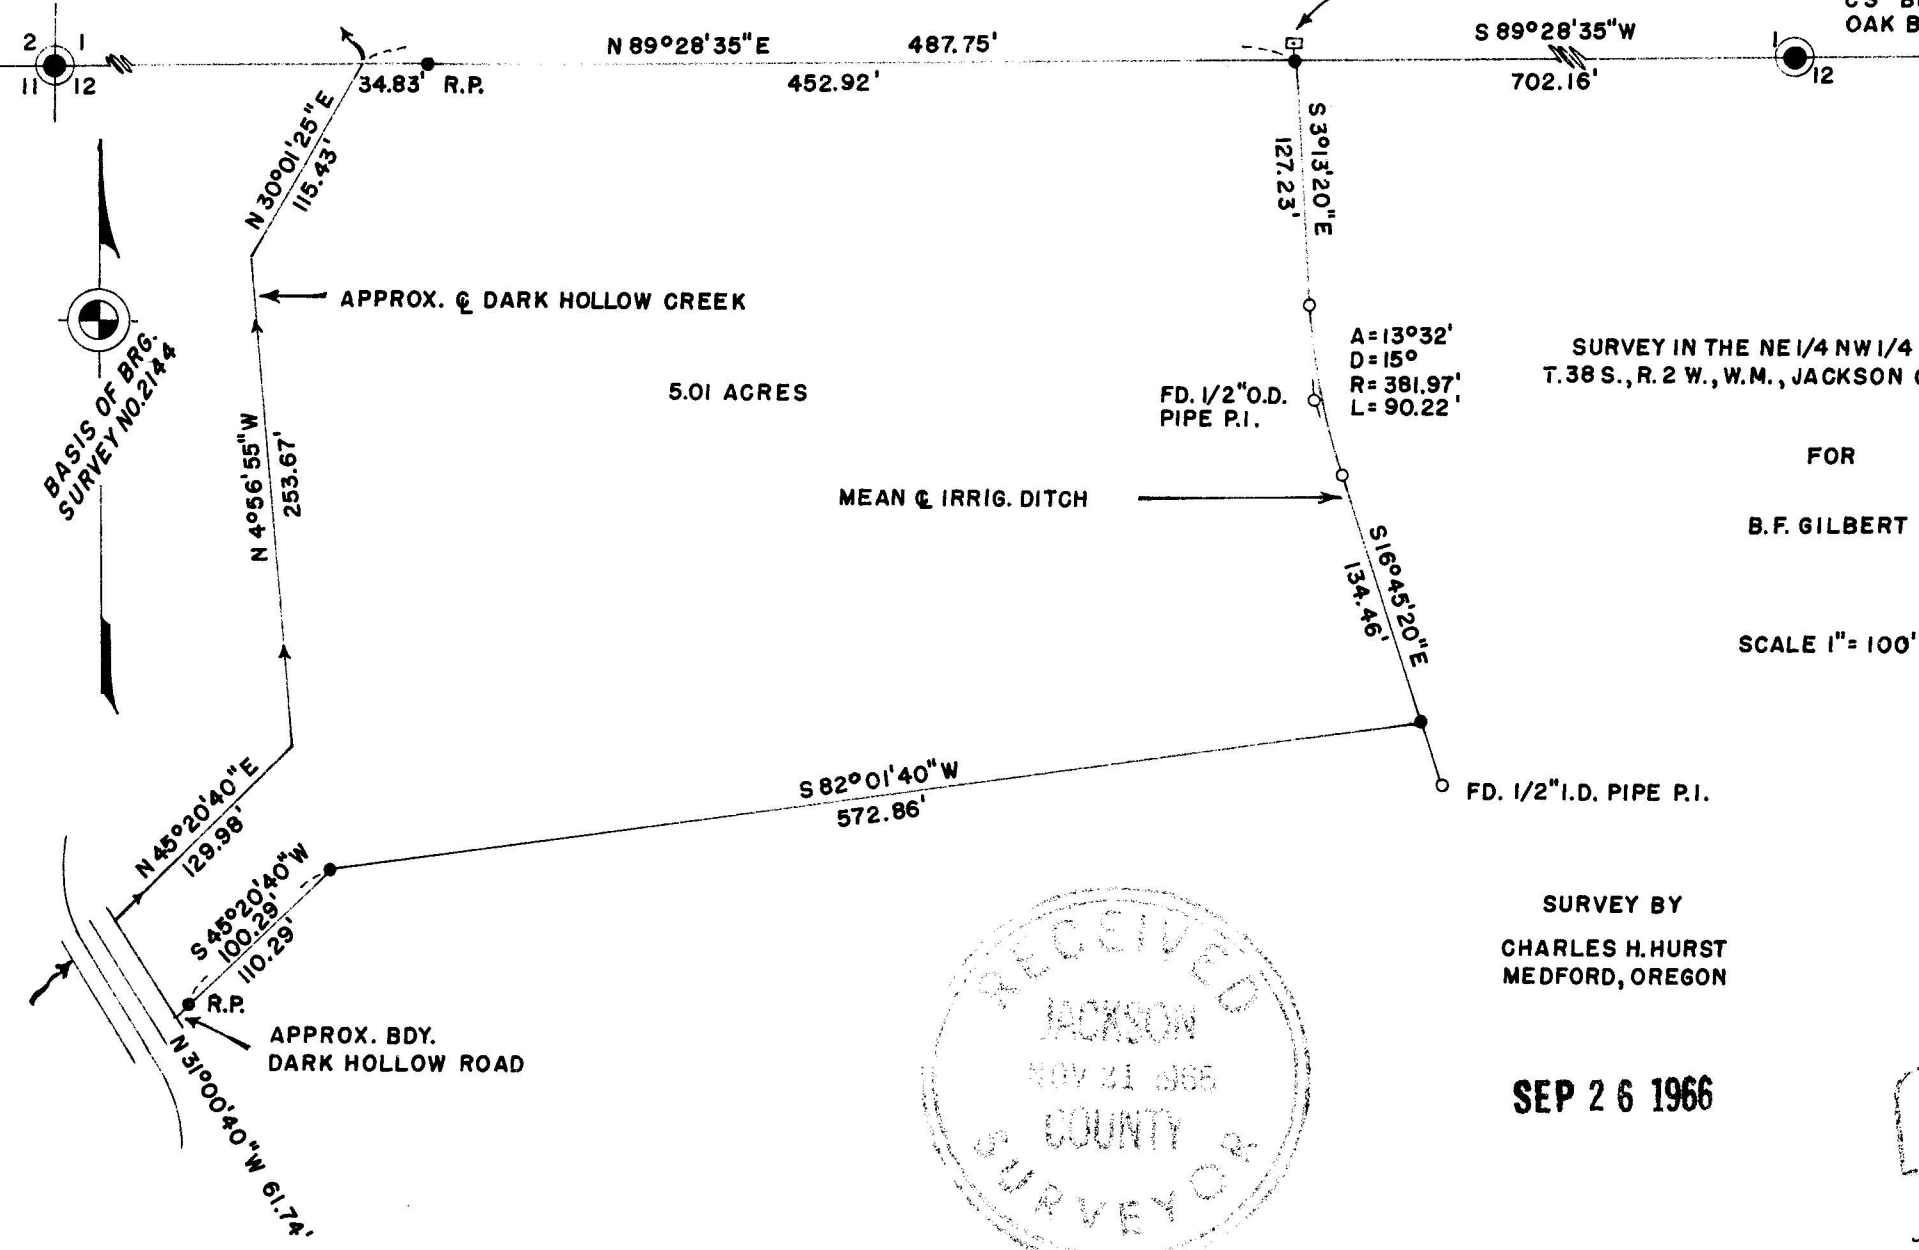 2 1
11 12
N 89°28'35"E 487.75'
34.83' R.P. 452.92'
S 89°28'35"W
702.16'
1
12
OAK
N 30°01'25"E
115.43'
S 3°13'20"E
127.23'
APPROX. ℄ DARK HOLLOW CREEK
BASIS OF BRG.
SURVEY NO. 2144
5.01 ACRES
A=13°32'
D=15°
R=381.97'
L=90.22'
FD. 1/2"O.D.
PIPE P.I.
SURVEY IN THE NE 1/4 NW 1/4
T.38 S., R.2 W., W.M., JACKSON
N 4°56'55"W
253.67'
MEAN ℄ IRRIG. DITCH
FOR
B.F. GILBERT
S 16°45'20"E
134.46'
SCALE 1"=100'
S 82°01'40"W
572.86'
FD. 1/2"I.D. PIPE P.I.
N 45°20'40"E
129.98'
S 45°20'40"W
100.29'
110.29'
R.P.
APPROX. BDY.
DARK HOLLOW ROAD
N 31°00'40"W 61.74'
SURVEY BY
CHARLES H. HURST
MEDFORD, OREGON
RECEIVED
JACKSON
NOV 21 1966
COUNTY
SURVEYOR
SEP 26 1966